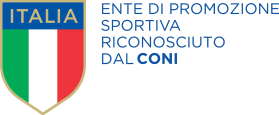 ITALIA
ENTE DI PROMOZIONE
SPORTIVA
RICONOSCIUTO
DAL CONI